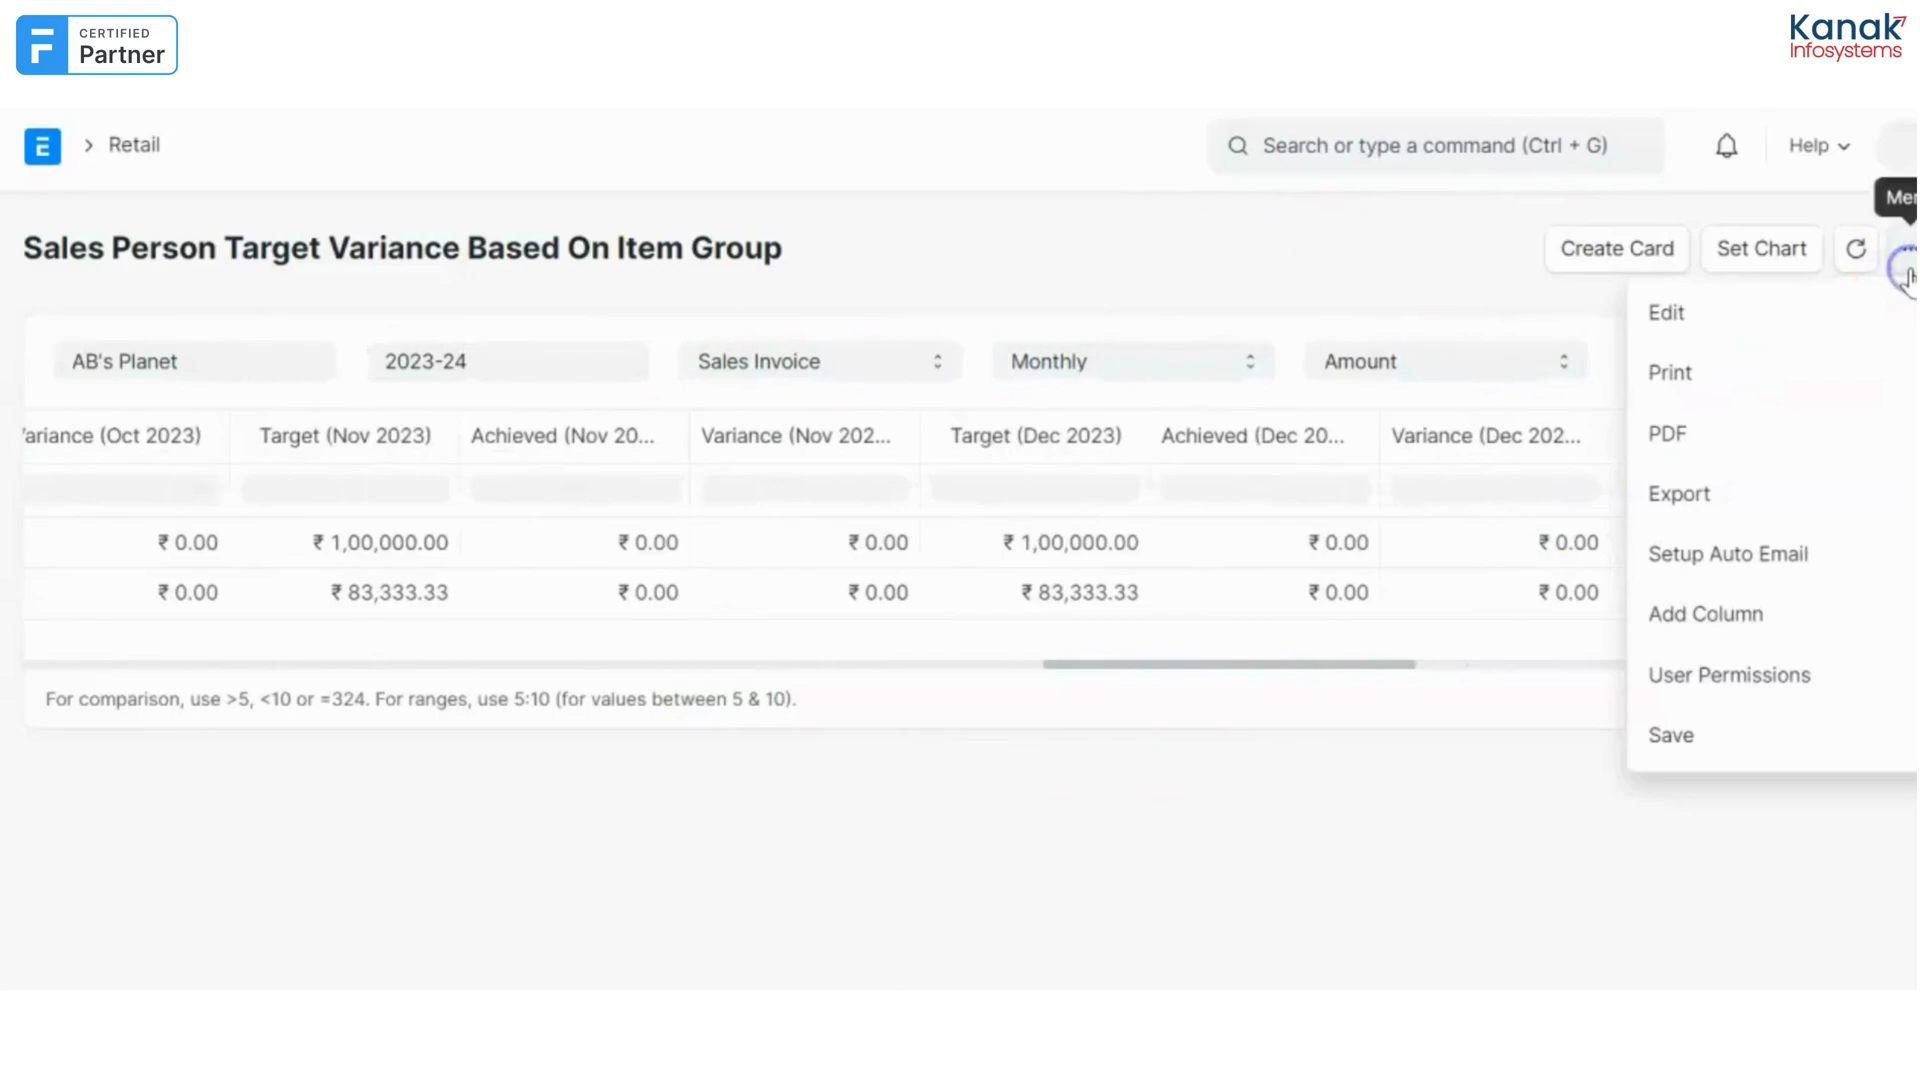 CERTIFIED
Partner
Kanak
Infosystems
Retail
Search or type a command (Ctrl + G)
Help
Sales Person Target Variance Based On Item Group
Create Card
Set Chart
AB's Planet
2023-24
Sales Invoice
Monthly
Amount
ariance (Oct 2023)
Target (Nov 2023)
Achieved (Nov 20...
Variance (Nov 202...
Target (Dec 2023)
Achieved (Dec 20...
Variance (Dec 202...
₹ 0.00 ₹ 1,00,000.00 ₹ 0.00 ₹ 0.00 ₹ 1,00,000.00 ₹ 0.00 ₹ 0.00
₹ 0.00 ₹ 83,333.33 ₹ 0.00 ₹ 0.00 ₹ 83,333.33 ₹ 0.00 ₹ 0.00
For comparison, use >5, <10 or =324. For ranges, use 5:10 (for values between 5 & 10).
Edit
Print
PDF
Export
Setup Auto Email
Add Column
User Permissions
Save